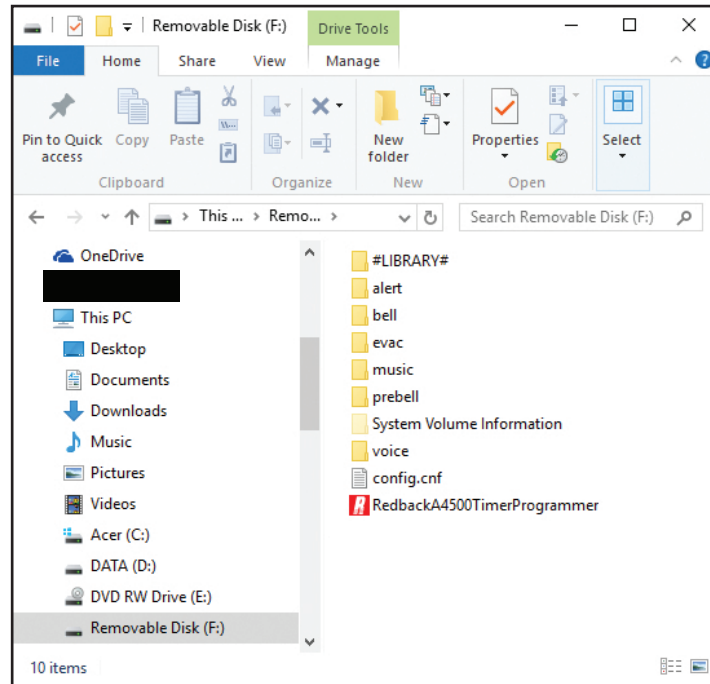 Removable Disk (F:) Drive Tools
File Home Share View Manage
Pin to Quick access Copy Paste New folder Properties Select
Clipboard Organize New Open
This ... Remo... Search Removable Disk (F:)
OneDrive
This PC
Desktop
Documents
Downloads
Music
Pictures
Videos
Acer (C:)
DATA (D:)
DVD RW Drive (E:)
Removable Disk (F:)
#LIBRARY#
alert
bell
evac
music
prebell
System Volume Information
voice
config.cnf
RedbackA4500TimerProgrammer
10 items